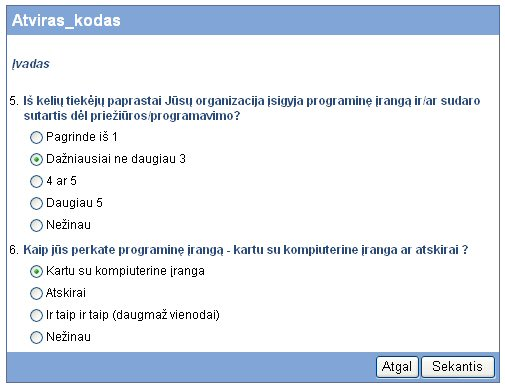 Atviras_kodas
Įvadas
5. Iš kelių tiekėjų paprastai Jūsų organizacija įsigyja programinę įrangą ir/ar sudaro
sutartis dėl priežiūros/programavimo?
Pagrinde iš 1
Dažniausiai ne daugiau 3
4 ar 5
Daugiau 5
Nežinau
6. Kaip jūs perkate programinę įrangą - kartu su kompiuterine įranga ar atskirai ?
Kartu su kompiuterine įranga
Atskirai
Ir taip ir taip (daugmaž vienodai)
Nežinau
Atgal Sekantis